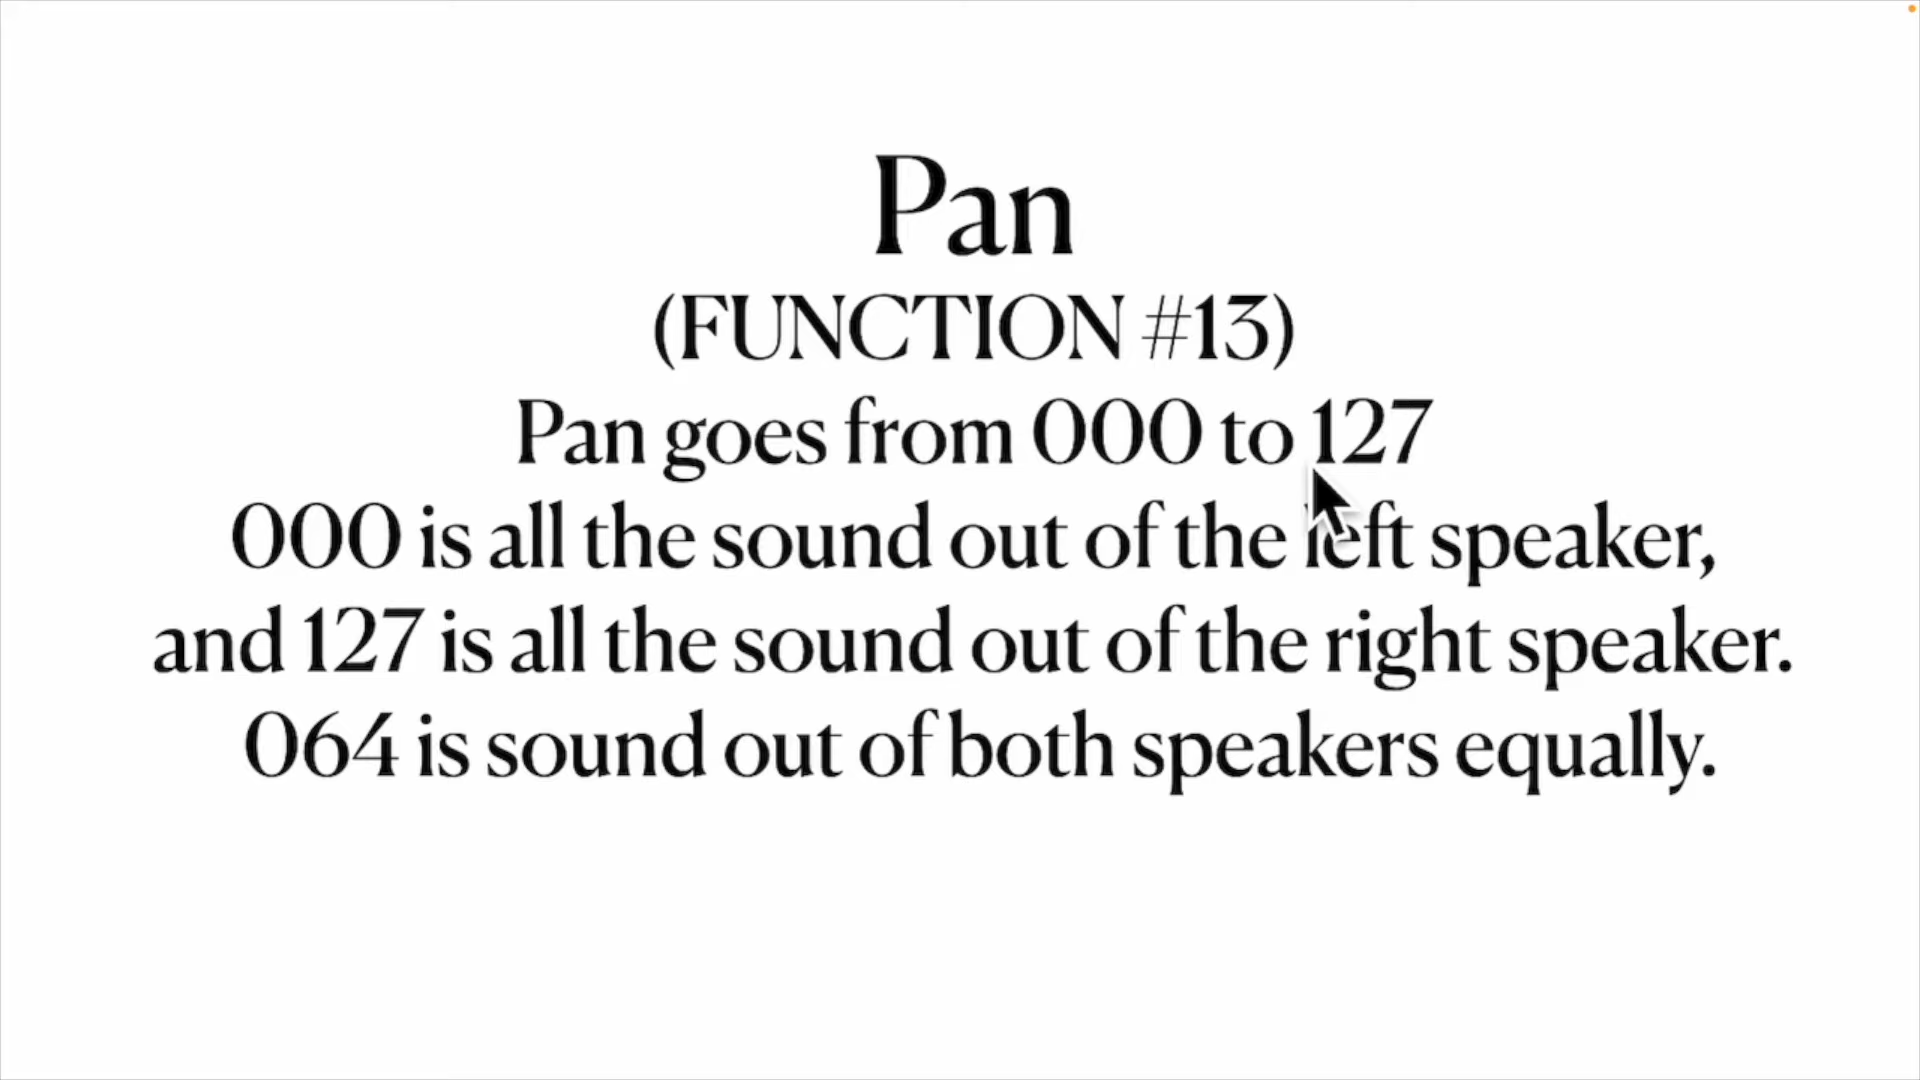 Pan
(FUNCTION #13)
Pan goes from 000 to 127
000 is all the sound out of the left speaker,
and 127 is all the sound out of the right speaker.
064 is sound out of both speakers equally.